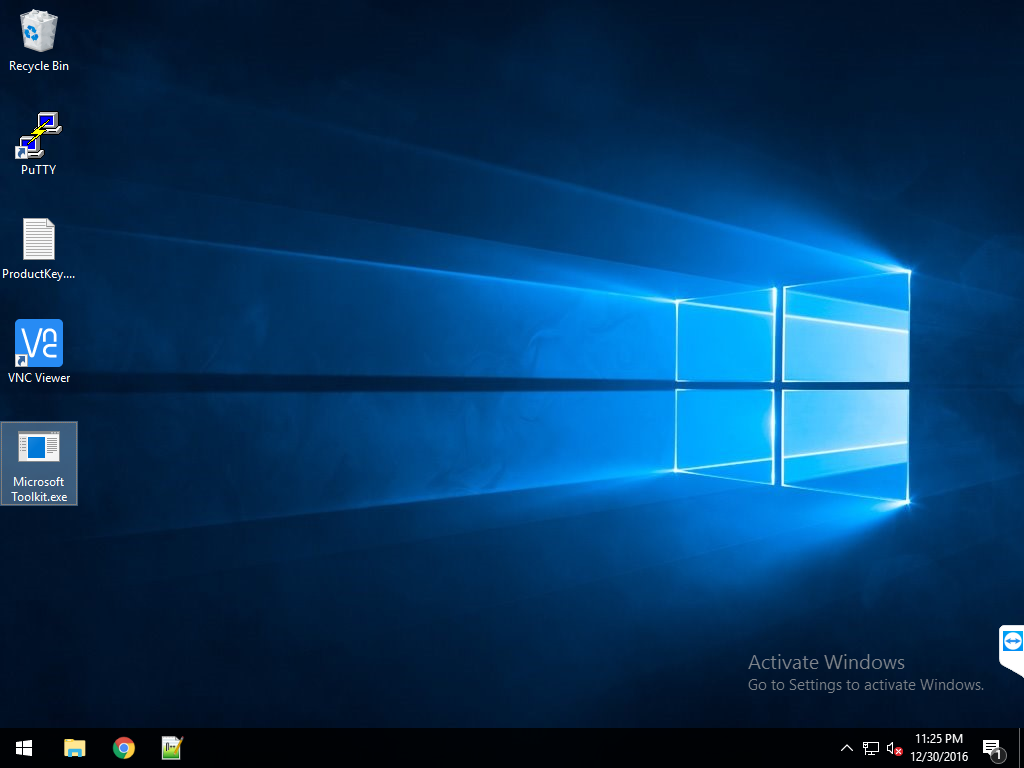 Recycle Bin
PuTTY
ProductKey....
VNC Viewer
Microsoft
Toolkit.exe
Activate Windows
Go to Settings to activate Windows.
11:25 PM
12/30/2016
1